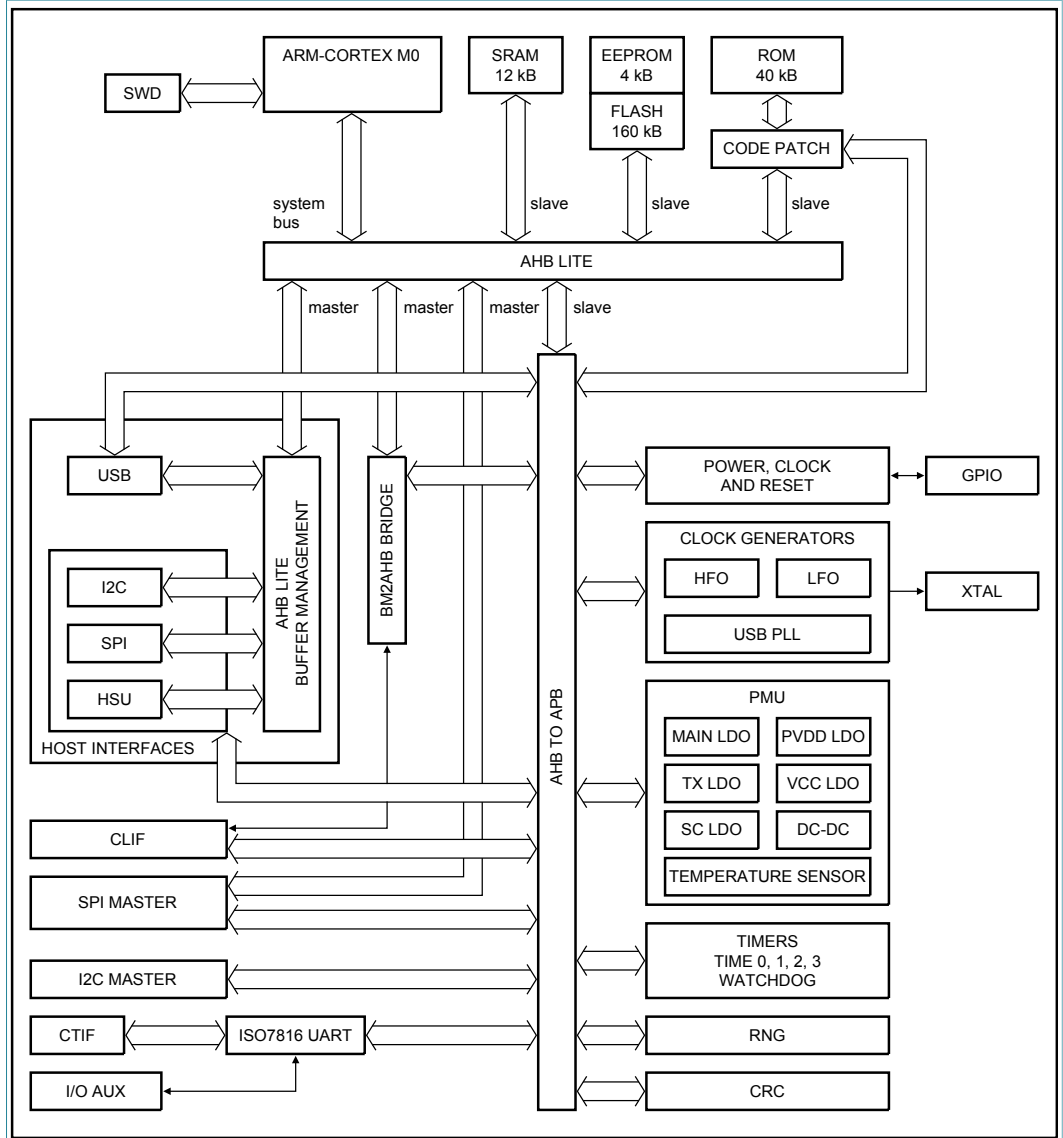 ARM-CORTEX M0
SWD
SRAM
12 kB
EEPROM
4 kB
FLASH
160 kB
ROM
40 kB
CODE PATCH
system
bus
slave
slave
slave
AHB LITE
master
master
master
slave
USB
I2C
SPI
HSU
HOST INTERFACES
AHB LITE
BUFFER MANAGEMENT
BM2AHB BRIDGE
AHB TO APB
POWER, CLOCK
AND RESET
GPIO
CLOCK GENERATORS
HFO
LFO
USB PLL
XTAL
PMU
MAIN LDO
PVDD LDO
TX LDO
VCC LDO
SC LDO
DC-DC
TEMPERATURE SENSOR
CLIF
SPI MASTER
I2C MASTER
CTIF
ISO7816 UART
I/O AUX
TIMERS
TIME 0, 1, 2, 3
WATCHDOG
RNG
CRC